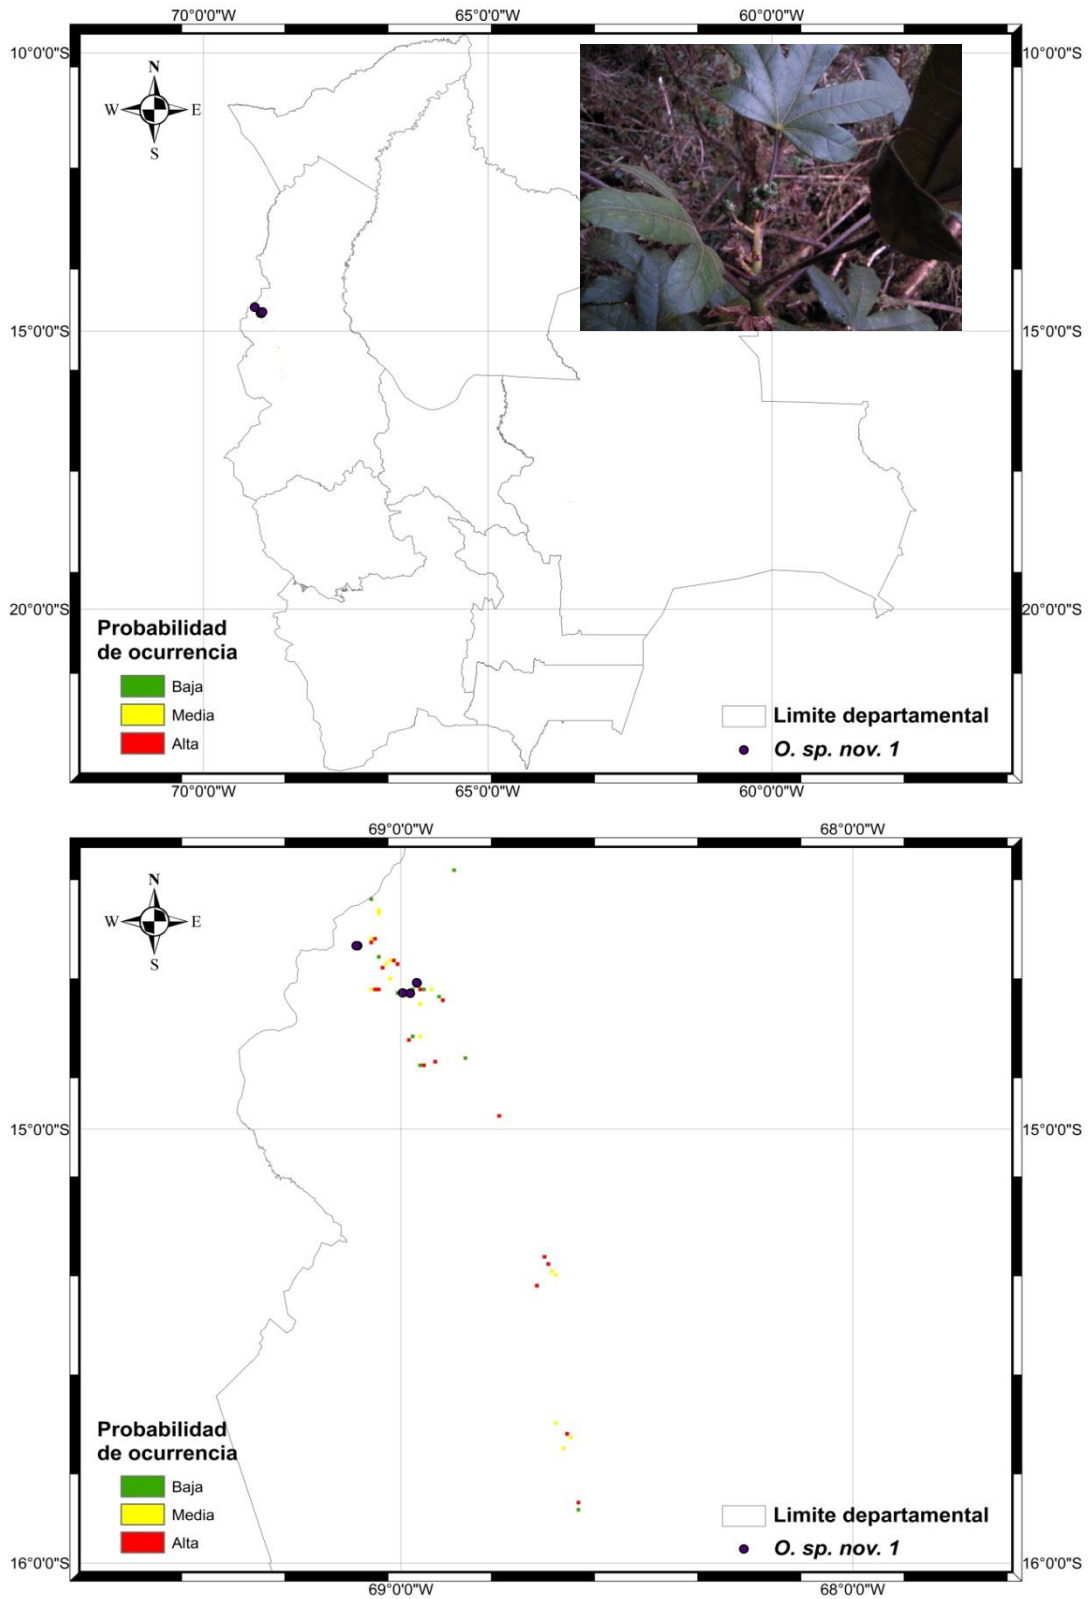 70°0'0"W 65°0'0"W 60°0'0"W
10°0'0"S 10°0'0"S
N
W E
S
15°0'0"S 15°0'0"S
20°0'0"S 20°0'0"S
Probabilidad
de ocurrencia
Baja
Media
Alta
Limite departamental
O. sp. nov. 1
70°0'0"W 65°0'0"W 60°0'0"W
69°0'0"W 68°0'0"W
N
W E
S
15°0'0"S 15°0'0"S
Probabilidad
de ocurrencia
Baja
Media
Alta
Limite departamental
O. sp. nov. 1
16°0'0"S 16°0'0"S
69°0'0"W 68°0'0"W